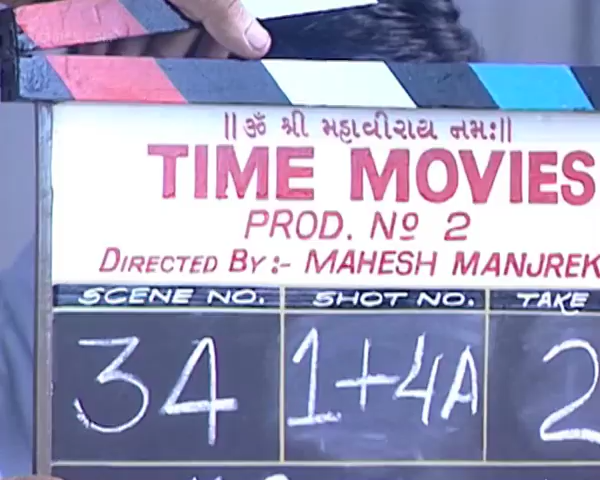 ||ૐ શ્રી મહાવીરાય નમઃ||
TIME MOVIES
PROD. Nº 2
DIRECTED BY:- MAHESH MANJREK
SCENE NO. SHOT NO. TAKE
34 1+4A 2